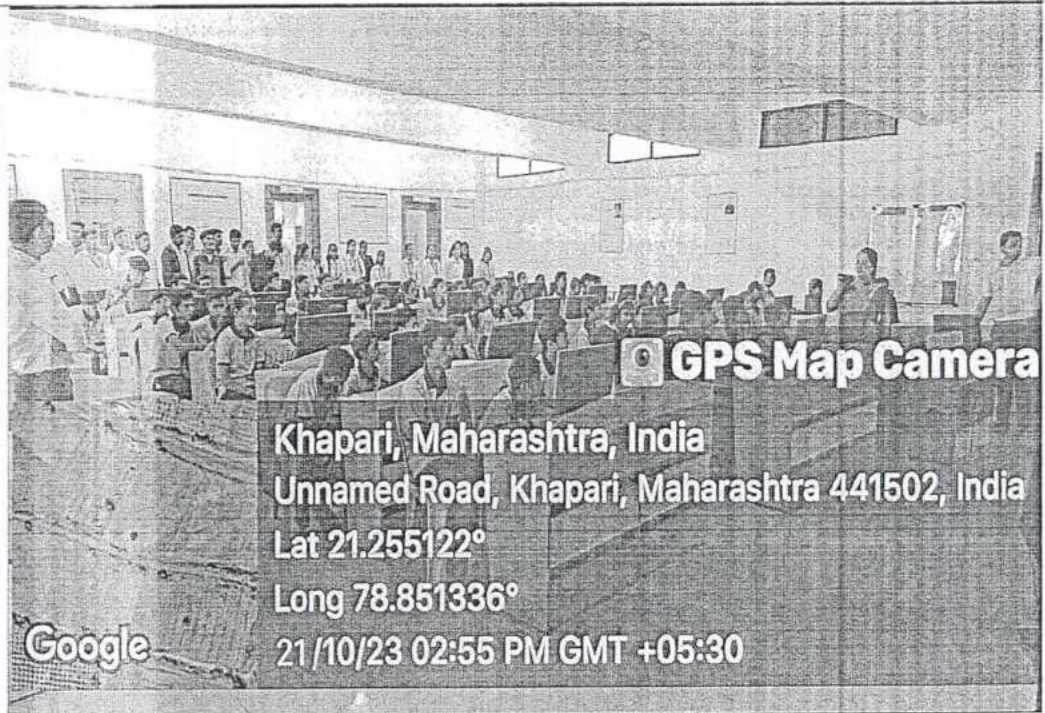 GPS Map Camera
Khapari, Maharashtra, India
Unnamed Road, Khapari, Maharashtra 441502, India
Lat 21.255122°
Long 78.851336°
21/10/23 02:55 PM GMT +05:30
Google